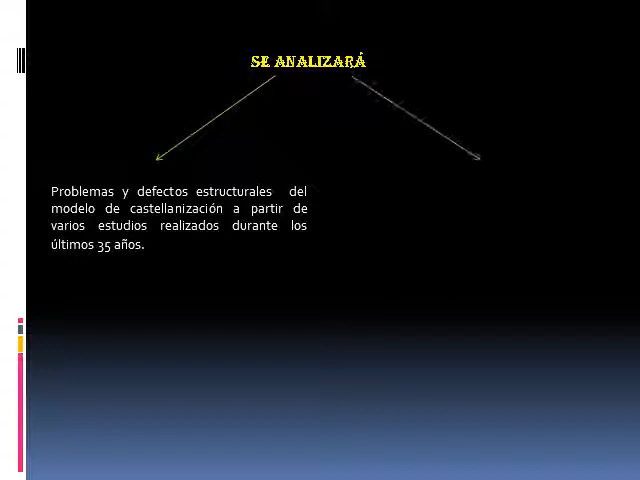 SE ANALIZARÁ
Problemas y defectos estructurales del
modelo de castellanización a partir de
varios estudios realizados durante los
últimos 35 años.